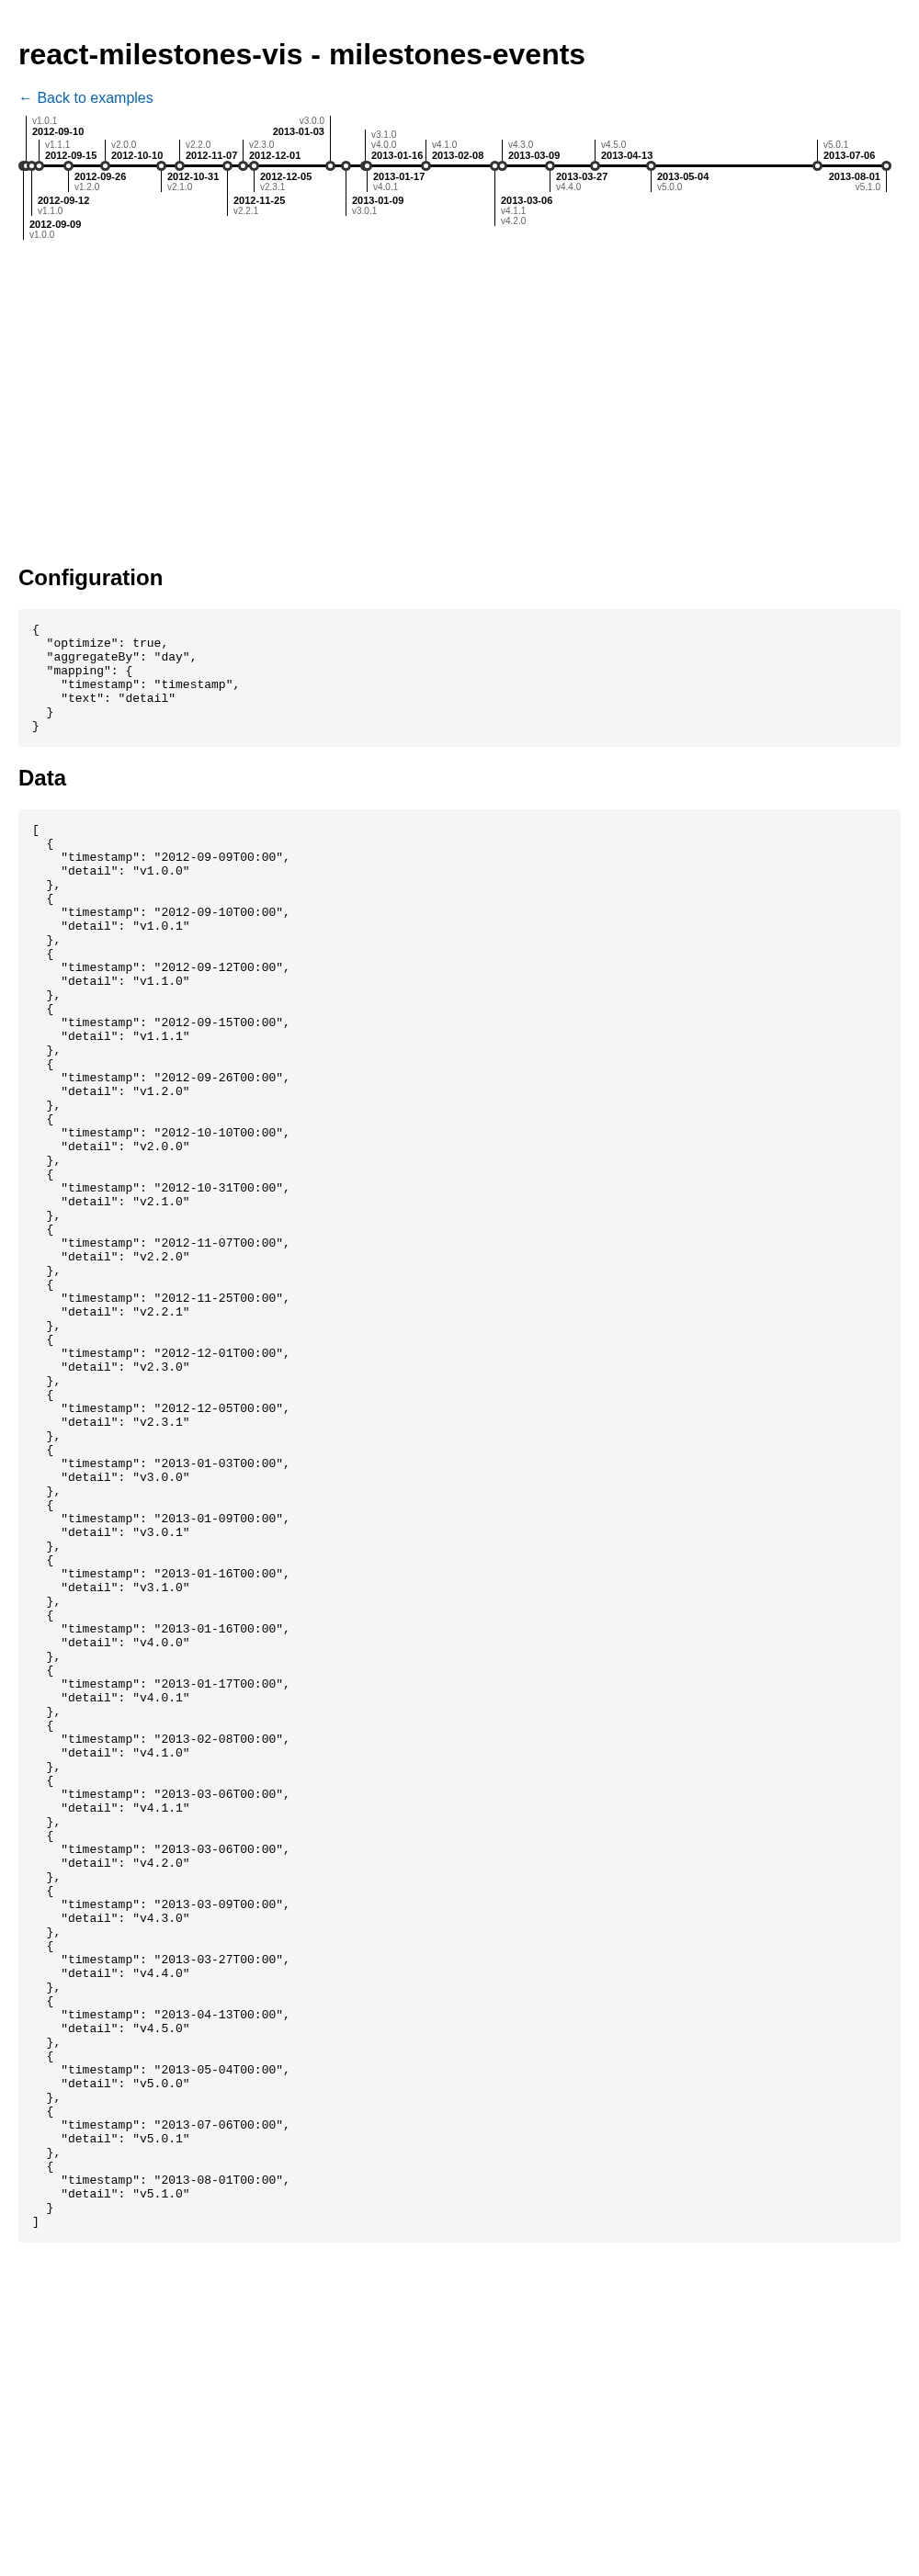 react-milestones-vis - milestones-events
← Back to examples
v1.0.1
2012-09-10
v3.0.0
2013-01-03
v1.1.1
2012-09-15
v2.0.0
2012-10-10
v2.2.0
2012-11-07
v2.3.0
2012-12-01
v3.1.0
v4.0.0
2013-01-16
v4.1.0
2013-02-08
v4.3.0
2013-03-09
v4.5.0
2013-04-13
v5.0.1
2013-07-06
2012-09-26
v1.2.0
2012-10-31
v2.1.0
2012-12-05
v2.3.1
2013-01-17
v4.0.1
2013-03-27
v4.4.0
2013-05-04
v5.0.0
2013-08-01
v5.1.0
2012-09-12
v1.1.0
2012-11-25
v2.2.1
2013-01-09
v3.0.1
2013-03-06
v4.1.1
v4.2.0
2012-09-09
v1.0.0
Configuration
{
  "optimize": true,
  "aggregateBy": "day",
  "mapping": {
    "timestamp": "timestamp",
    "text": "detail"
  }
}
Data
[
  {
    "timestamp": "2012-09-09T00:00",
    "detail": "v1.0.0"
  },
  {
    "timestamp": "2012-09-10T00:00",
    "detail": "v1.0.1"
  },
  {
    "timestamp": "2012-09-12T00:00",
    "detail": "v1.1.0"
  },
  {
    "timestamp": "2012-09-15T00:00",
    "detail": "v1.1.1"
  },
  {
    "timestamp": "2012-09-26T00:00",
    "detail": "v1.2.0"
  },
  {
    "timestamp": "2012-10-10T00:00",
    "detail": "v2.0.0"
  },
  {
    "timestamp": "2012-10-31T00:00",
    "detail": "v2.1.0"
  },
  {
    "timestamp": "2012-11-07T00:00",
    "detail": "v2.2.0"
  },
  {
    "timestamp": "2012-11-25T00:00",
    "detail": "v2.2.1"
  },
  {
    "timestamp": "2012-12-01T00:00",
    "detail": "v2.3.0"
  },
  {
    "timestamp": "2012-12-05T00:00",
    "detail": "v2.3.1"
  },
  {
    "timestamp": "2013-01-03T00:00",
    "detail": "v3.0.0"
  },
  {
    "timestamp": "2013-01-09T00:00",
    "detail": "v3.0.1"
  },
  {
    "timestamp": "2013-01-16T00:00",
    "detail": "v3.1.0"
  },
  {
    "timestamp": "2013-01-16T00:00",
    "detail": "v4.0.0"
  },
  {
    "timestamp": "2013-01-17T00:00",
    "detail": "v4.0.1"
  },
  {
    "timestamp": "2013-02-08T00:00",
    "detail": "v4.1.0"
  },
  {
    "timestamp": "2013-03-06T00:00",
    "detail": "v4.1.1"
  },
  {
    "timestamp": "2013-03-06T00:00",
    "detail": "v4.2.0"
  },
  {
    "timestamp": "2013-03-09T00:00",
    "detail": "v4.3.0"
  },
  {
    "timestamp": "2013-03-27T00:00",
    "detail": "v4.4.0"
  },
  {
    "timestamp": "2013-04-13T00:00",
    "detail": "v4.5.0"
  },
  {
    "timestamp": "2013-05-04T00:00",
    "detail": "v5.0.0"
  },
  {
    "timestamp": "2013-07-06T00:00",
    "detail": "v5.0.1"
  },
  {
    "timestamp": "2013-08-01T00:00",
    "detail": "v5.1.0"
  }
]